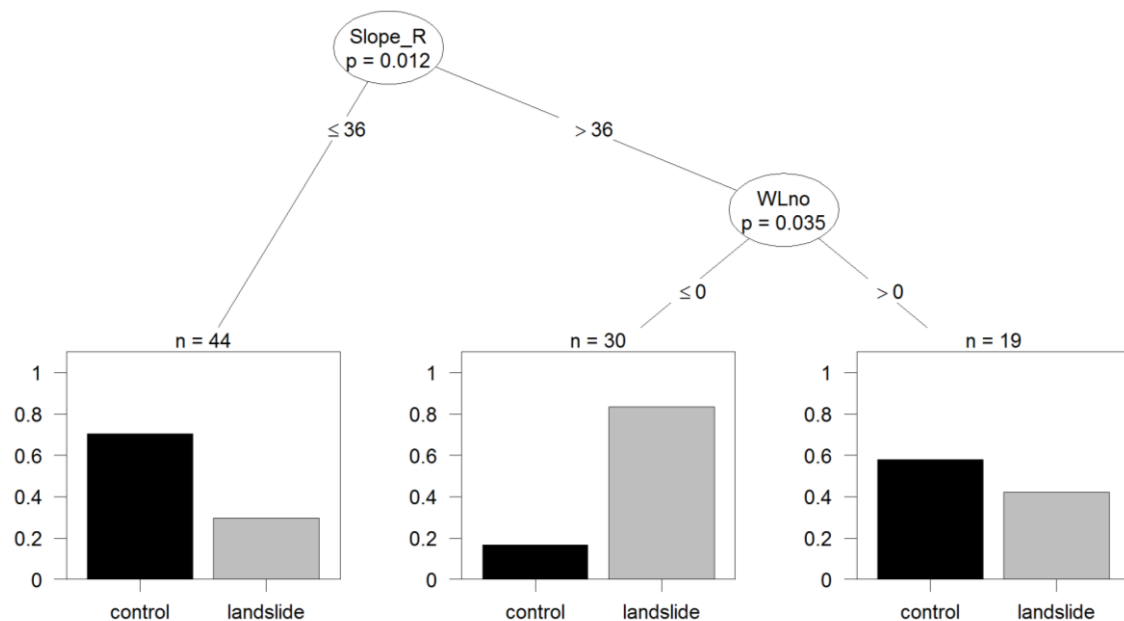 Slope_R
p = 0.012
≤ 36
> 36
WLno
p = 0.035
≤ 0
> 0
n = 44
n = 30
n = 19
1
0.8
0.6
0.4
0.2
0
1
0.8
0.6
0.4
0.2
0
1
0.8
0.6
0.4
0.2
0
control landslide
control landslide
control landslide